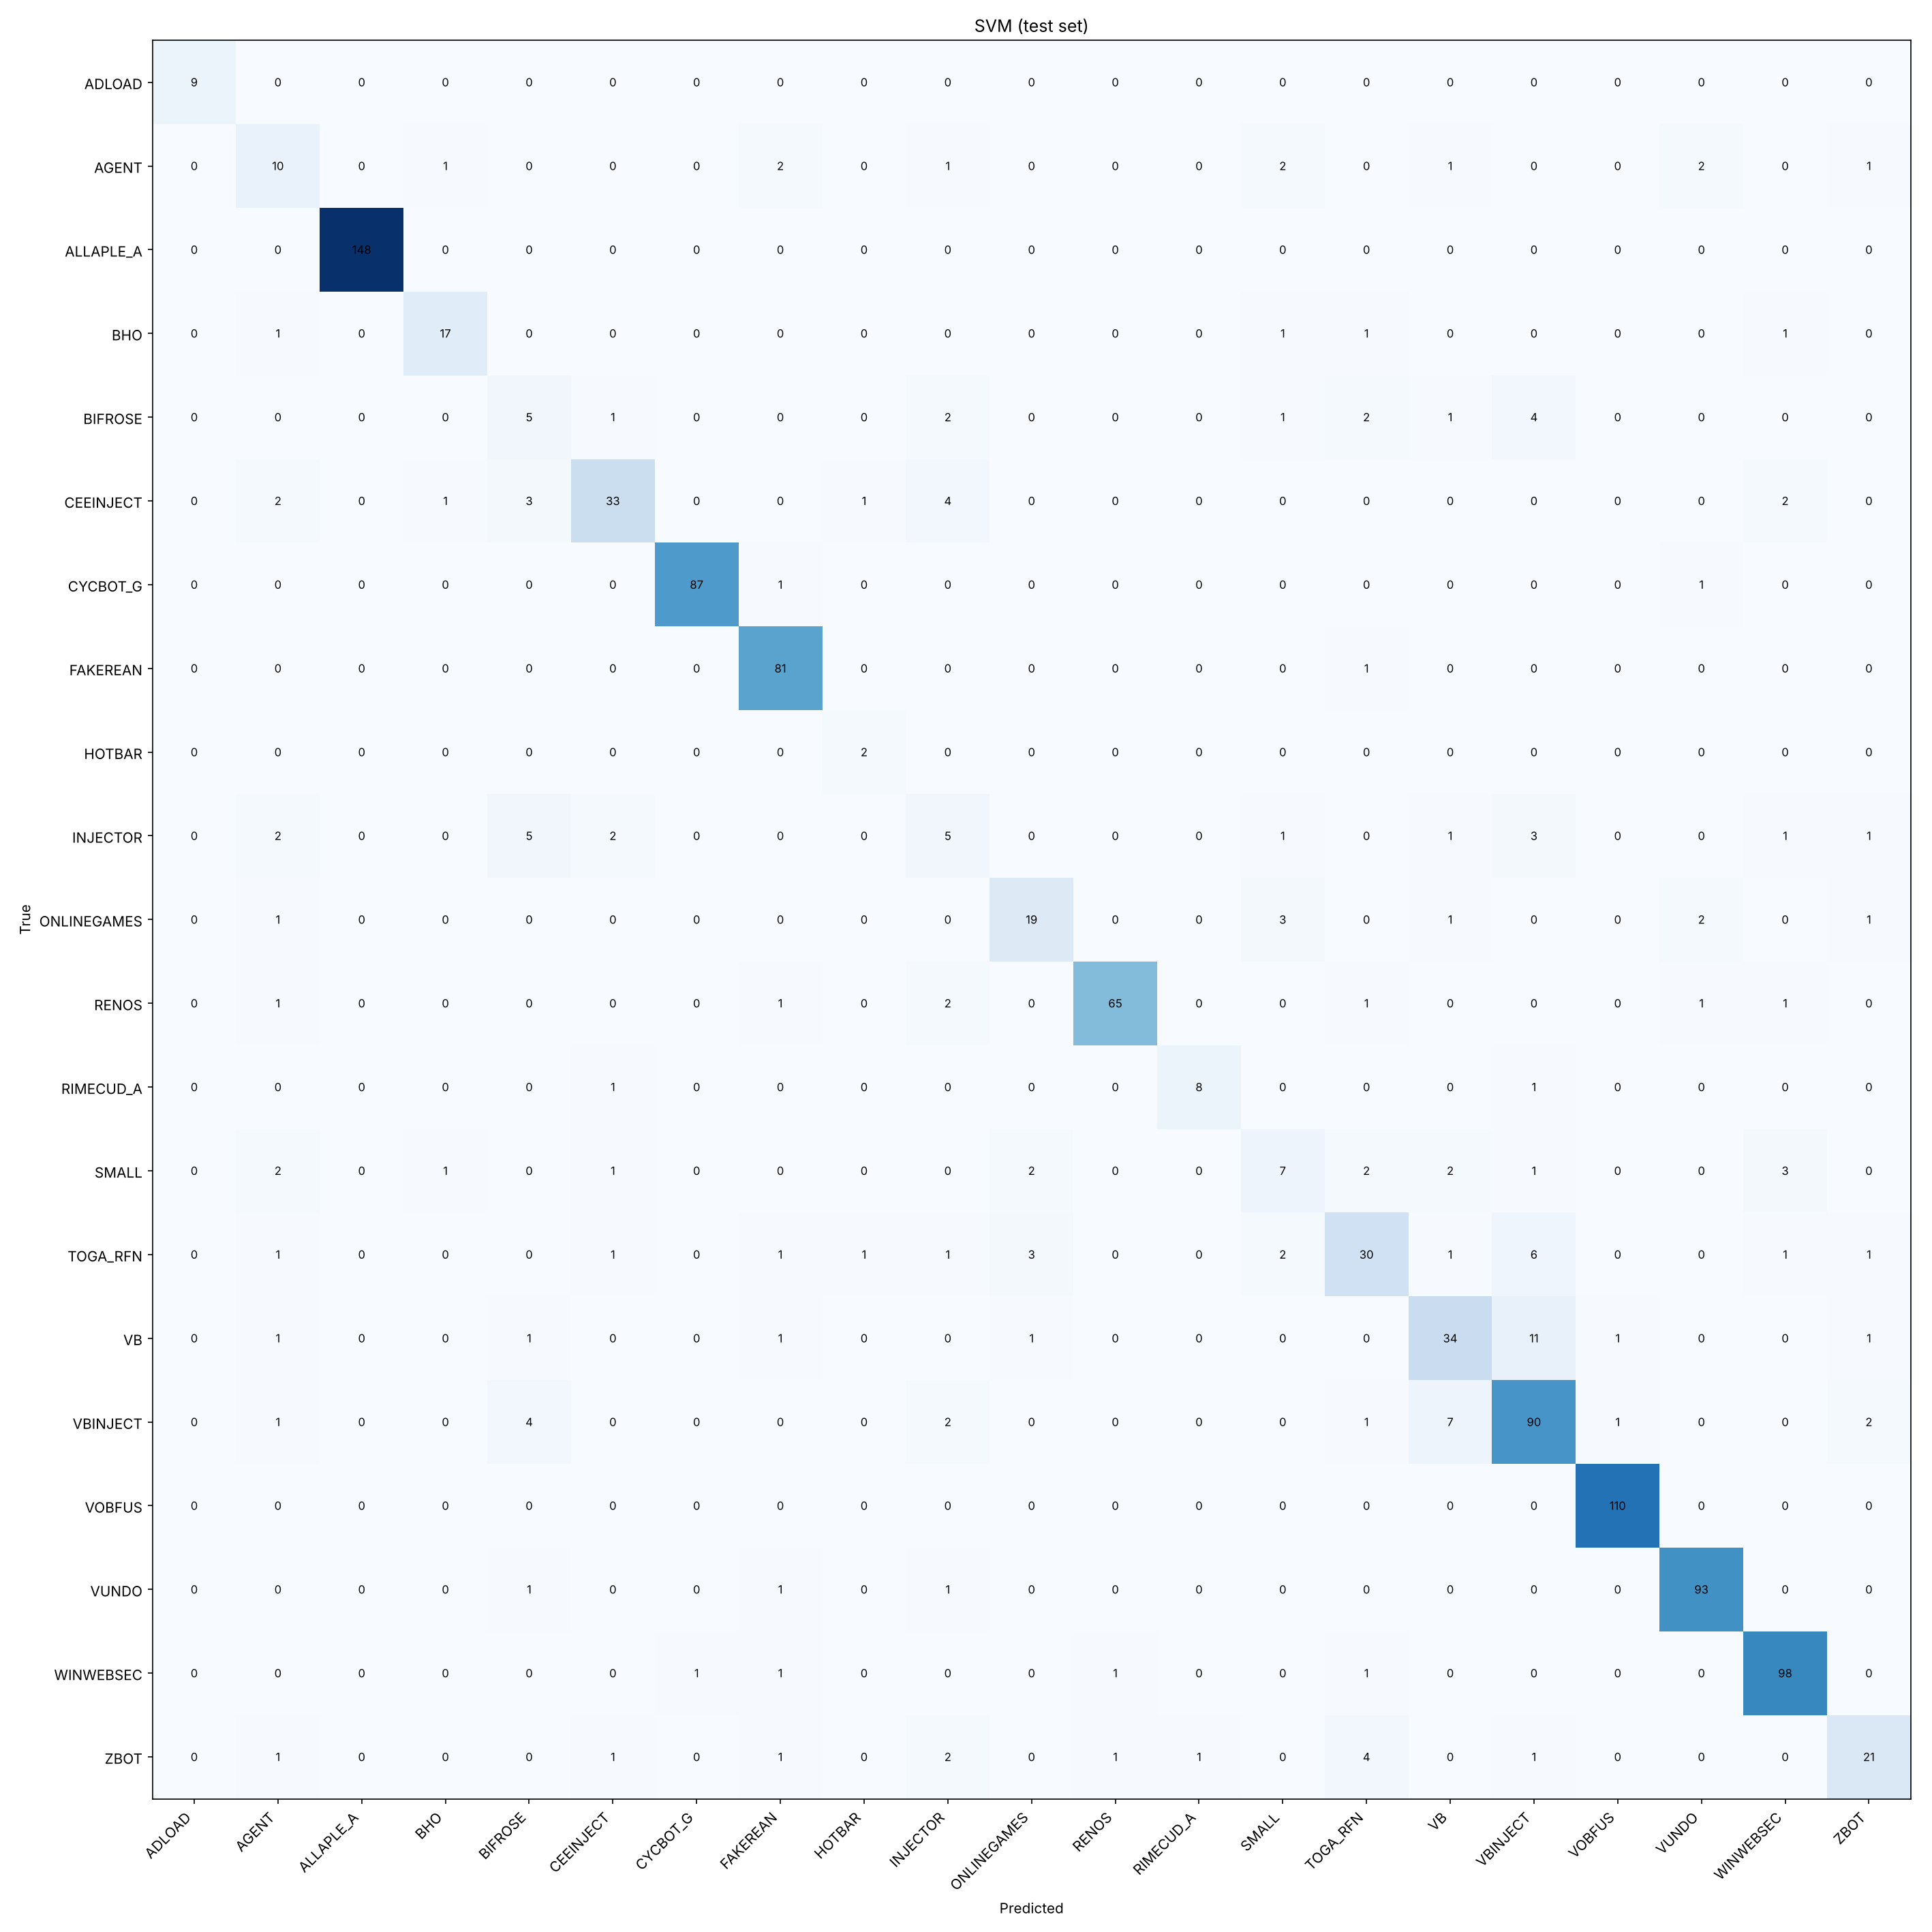 SVM (test set)
ADLOAD 9 0 0 0 0 0 0 0 0 0 0 0 0 0 0 0 0 0 0 0 0
AGENT 0 10 0 1 0 0 0 2 0 1 0 0 0 2 0 1 0 0 2 0 1
ALLAPLE_A 0 0 148 0 0 0 0 0 0 0 0 0 0 0 0 0 0 0 0 0 0
BHO 0 1 0 17 0 0 0 0 0 0 0 0 0 1 1 0 0 0 0 1 0
BIFROSE 0 0 0 0 5 1 0 0 0 2 0 0 0 1 2 1 4 0 0 0 0
CEEINJECT 0 2 0 1 3 33 0 0 1 4 0 0 0 0 0 0 0 0 0 2 0
CYCBOT_G 0 0 0 0 0 0 87 1 0 0 0 0 0 0 0 0 0 0 1 0 0
FAKEREAN 0 0 0 0 0 0 0 81 0 0 0 0 0 0 1 0 0 0 0 0 0
HOTBAR 0 0 0 0 0 0 0 0 2 0 0 0 0 0 0 0 0 0 0 0 0
INJECTOR 0 2 0 0 5 2 0 0 0 5 0 0 0 1 0 1 3 0 0 1 1
ONLINEGAMES 0 1 0 0 0 0 0 0 0 0 19 0 0 3 0 1 0 0 2 0 1
RENOS 0 1 0 0 0 0 0 1 0 2 0 65 0 0 1 0 0 0 1 1 0
RIMECUD_A 0 0 0 0 0 1 0 0 0 0 0 0 8 0 0 0 1 0 0 0 0
SMALL 0 2 0 1 0 1 0 0 0 0 2 0 0 7 2 2 1 0 0 3 0
TOGA_RFN 0 1 0 0 0 1 0 1 1 1 3 0 0 2 30 1 6 0 0 1 1
VB 0 1 0 0 1 0 0 1 0 0 1 0 0 0 0 34 11 1 0 0 1
VBINJECT 0 1 0 0 4 0 0 0 0 2 0 0 0 0 1 7 90 1 0 0 2
VOBFUS 0 0 0 0 0 0 0 0 0 0 0 0 0 0 0 0 0 110 0 0 0
VUNDO 0 0 0 0 1 0 0 1 0 1 0 0 0 0 0 0 0 0 93 0 0
WINWEBSEC 0 0 0 0 0 0 1 1 0 0 0 1 0 0 1 0 0 0 0 98 0
ZBOT 0 1 0 0 0 1 0 1 0 2 0 1 1 0 4 0 1 0 0 0 21
True
ADLOAD AGENT ALLAPLE_A BHO BIFROSE CEEINJECT CYCBOT_G FAKEREAN HOTBAR INJECTOR ONLINEGAMES RENOS RIMECUD_A SMALL TOGA_RFN VB VBINJECT VOBFUS VUNDO WINWEBSEC ZBOT
Predicted